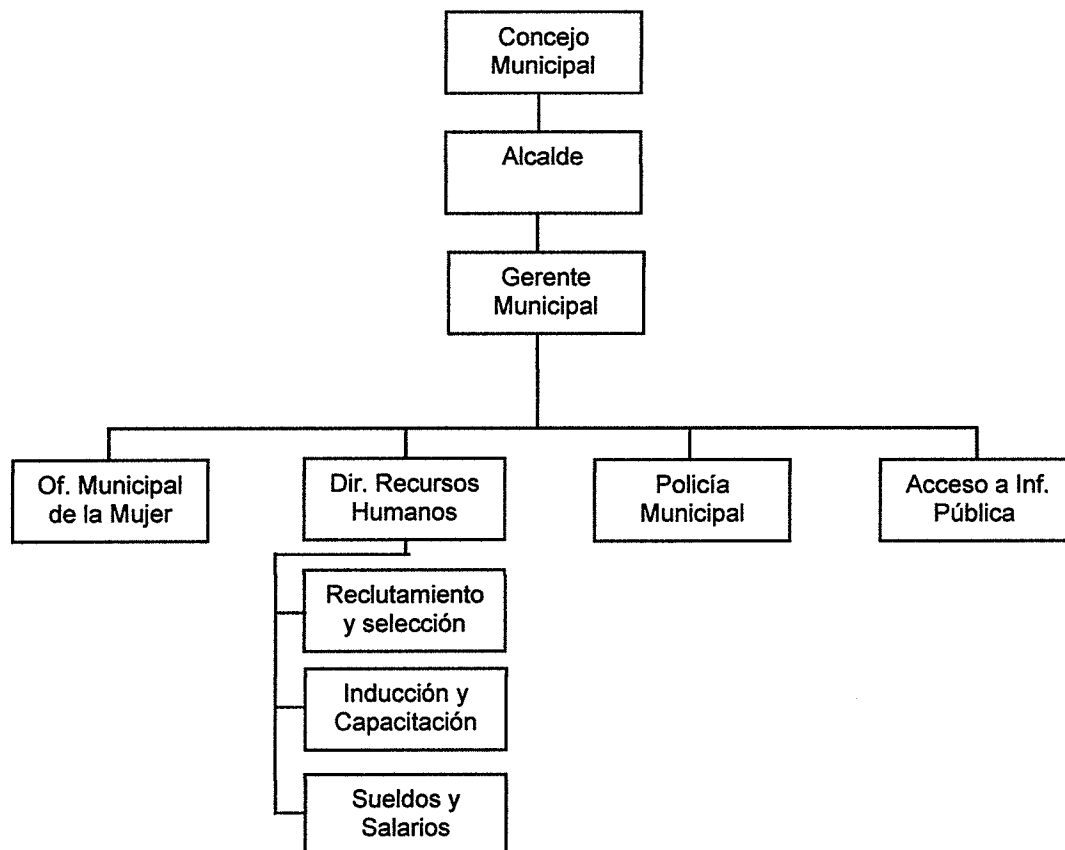 Concejo
Municipal
Alcalde
Gerente
Municipal
Of. Municipal
de la Mujer
Dir. Recursos
Humanos
Policía
Municipal
Acceso a Inf.
Pública
Reclutamiento
y selección
Inducción y
Capacitación
Sueldos y
Salarios